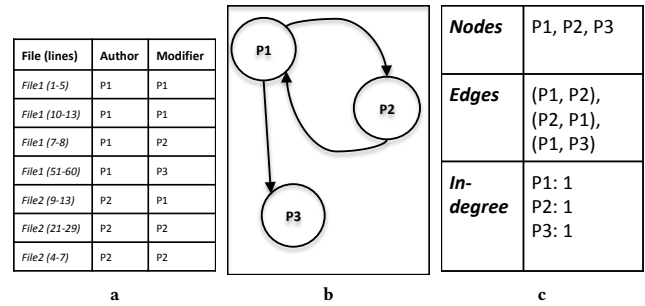 File (lines) Author Modifier
File1 (1-5) P1 P1
File1 (10-13) P1 P1
File1 (7-8) P1 P2
File1 (51-60) P1 P3
File2 (9-13) P2 P1
File2 (21-29) P2 P2
File2 (4-7) P2 P2
a
P1
P2
P3
b
Nodes P1, P2, P3
Edges (P1, P2),
(P2, P1),
(P1, P3)
In- P1: 1
degree P2: 1
P3: 1
c